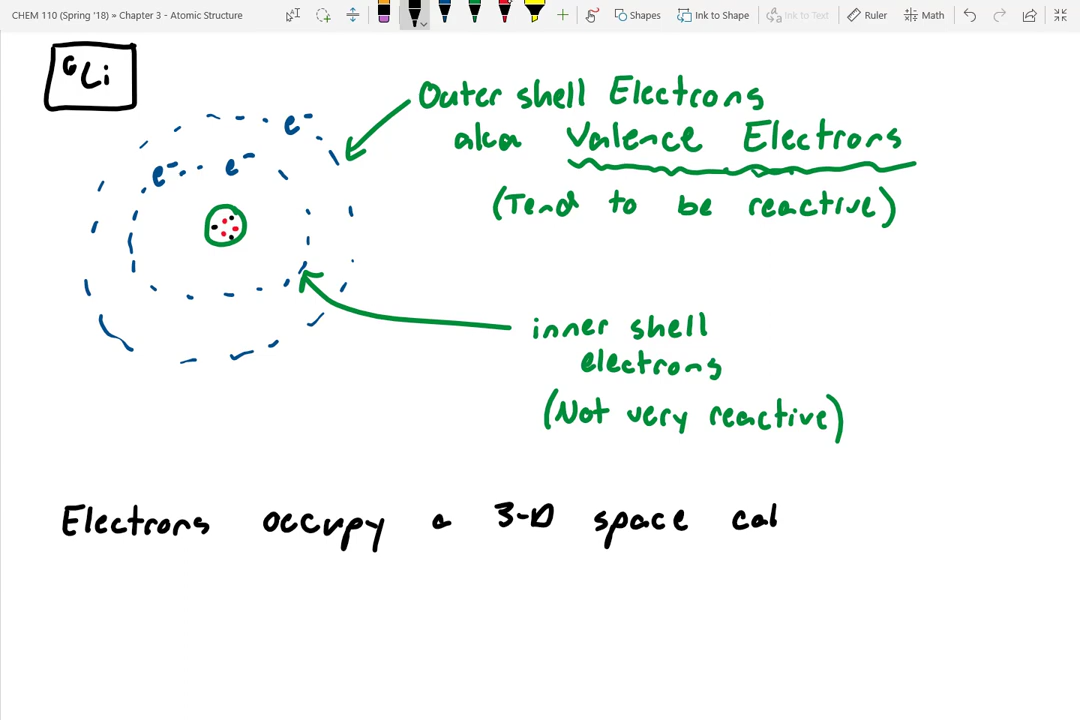 CHEM 110 (Spring '18) » Chapter 3 - Atomic Structure
Shapes
Ink to Shape
Ink to Text
Ruler
Math
6Li
Outer shell Electrons
aka Valence Electrons
(Tend to be reactive)
e-
e- e-
inner shell
electrons
(Not very reactive)
Electrons occupy a 3-D space cal